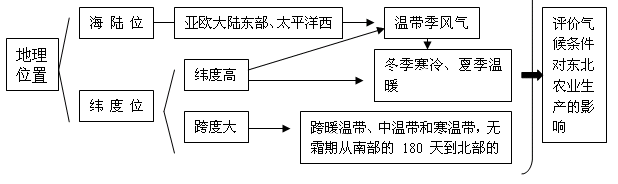 海 陆 位
亚欧大陆东部、太平洋西
温带季风气
地理
位置
纬度高
冬季寒冷、夏季温
暖
纬 度 位
跨度大
跨暖温带、中温带和寒温带，无
霜期从南部的 180 天到北部的
评价气
候条件
对东北
农业生
产的影
响